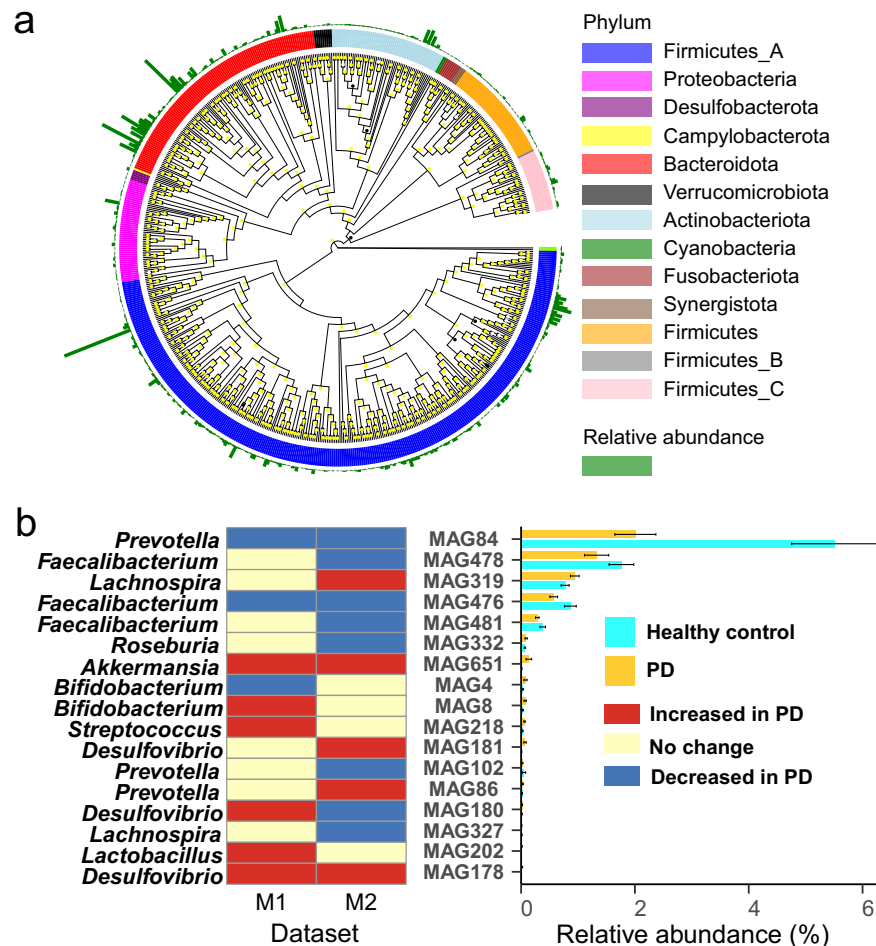 a
Phylum
Firmicutes_A
Proteobacteria
Desulfobacterota
Campylobacterota
Bacteroidota
Verrucomicrobiota
Actinobacteriota
Cyanobacteria
Fusobacteriota
Synergistota
Firmicutes
Firmicutes_B
Firmicutes_C
Relative abundance
b
Prevotella MAG84
Faecalibacterium MAG478
Lachnospira MAG319
Faecalibacterium MAG476
Faecalibacterium MAG481
Roseburia MAG332
Akkermansia MAG651
Bifidobacterium MAG4
Bifidobacterium MAG8
Streptococcus MAG218
Desulfovibrio MAG181
Prevotella MAG102
Prevotella MAG86
Desulfovibrio MAG180
Lachnospira MAG327
Lactobacillus MAG202
Desulfovibrio MAG178
Healthy control
PD
Increased in PD
No change
Decreased in PD
M1 M2
Dataset
0 2 4 6
Relative abundance (%)